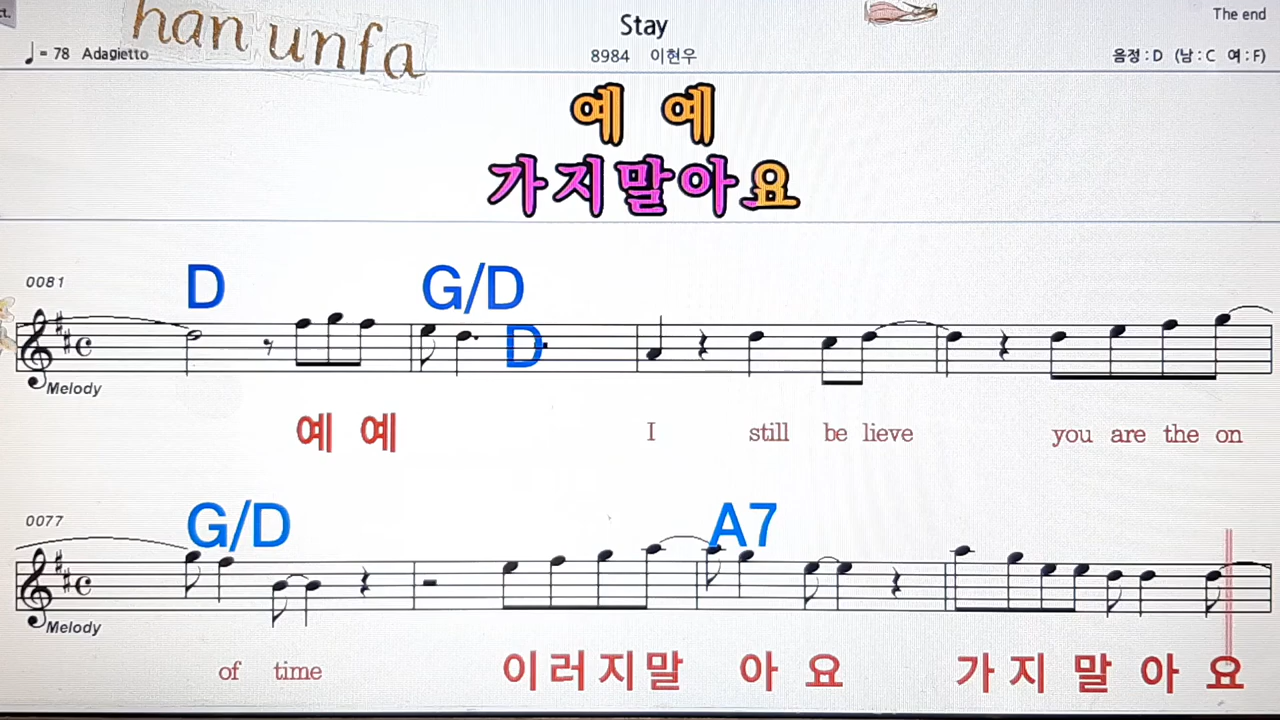 ct.
han unfa
Stay
The end
♩= 78 Adagietto
8984 이현우
음정 : D (남 : C 여 : F)
예 예
가지말아요
0081
D G/D
D
Melody
예 예 I still be lieve you are the on
0077
G/D A7
Melody
of time 이러지말 아 요 가 지 말 아 요